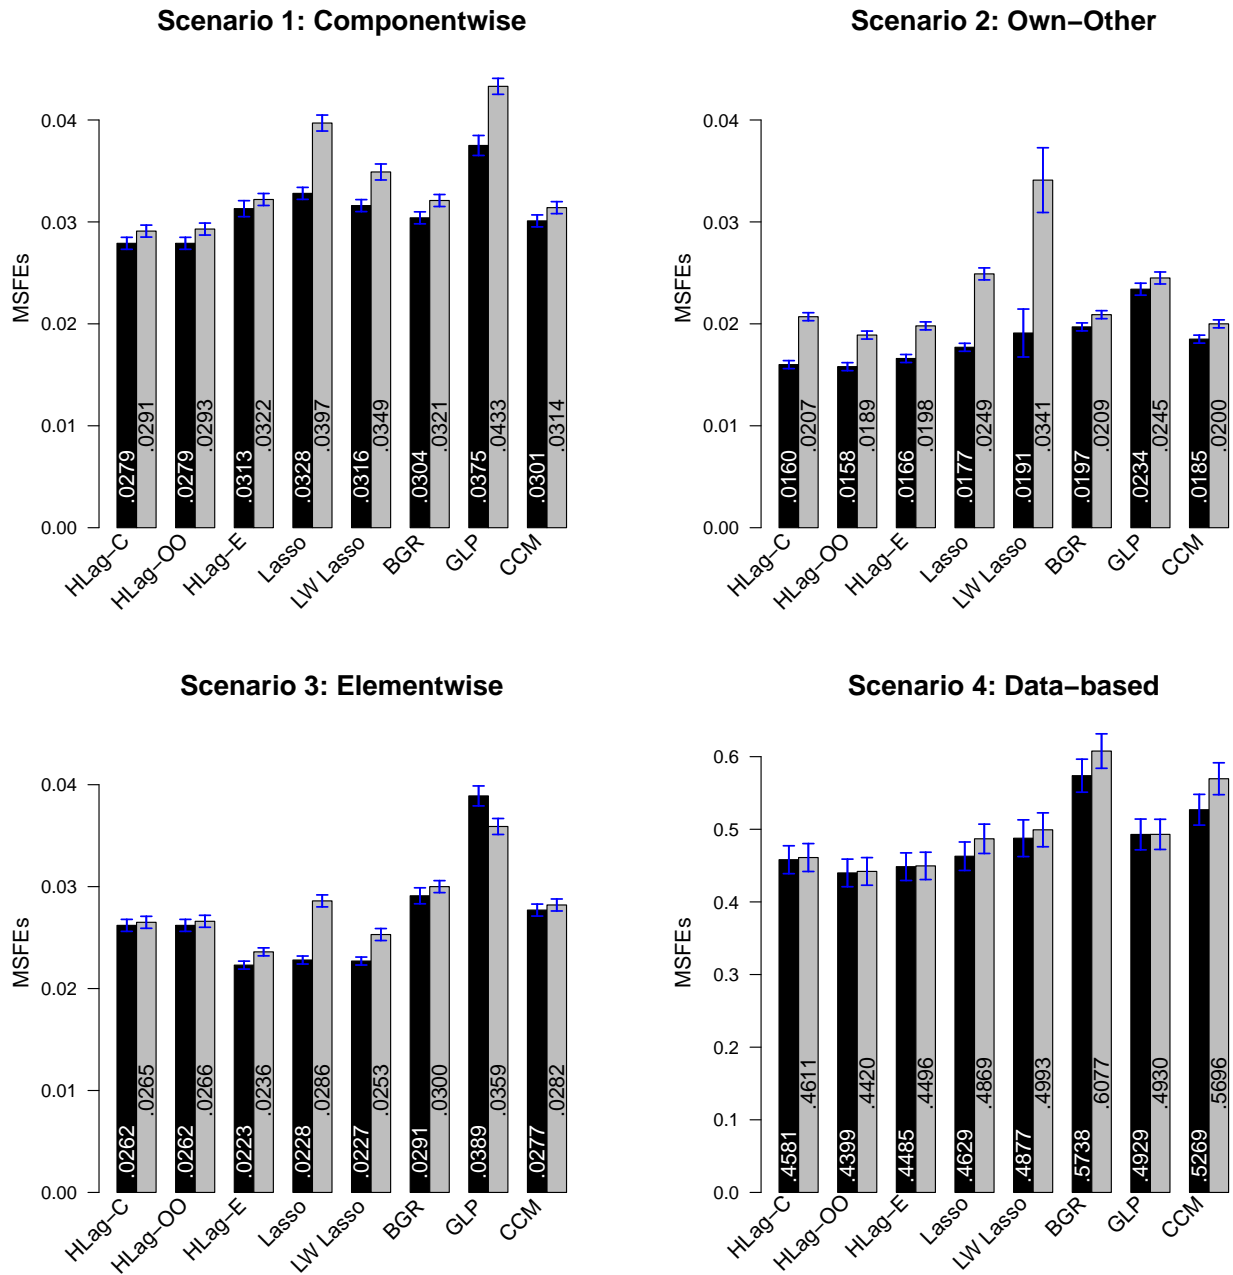 Scenario 1: Componentwise
MSFEs
0.04
0.03
0.02
0.01
0.00
.0279
.0291
.0279
.0293
.0313
.0322
.0328
.0397
.0316
.0349
.0304
.0321
.0375
.0433
.0301
.0314
HLag−C
HLag−OO
HLag−E
Lasso
LW Lasso
BGR
GLP
CCM
Scenario 2: Own−Other
MSFEs
0.04
0.03
0.02
0.01
0.00
.0160
.0207
.0158
.0189
.0166
.0198
.0177
.0249
.0191
.0341
.0197
.0209
.0234
.0245
.0185
.0200
HLag−C
HLag−OO
HLag−E
Lasso
LW Lasso
BGR
GLP
CCM
Scenario 3: Elementwise
MSFEs
0.04
0.03
0.02
0.01
0.00
.0262
.0265
.0262
.0266
.0223
.0236
.0228
.0286
.0227
.0253
.0291
.0300
.0389
.0359
.0277
.0282
HLag−C
HLag−OO
HLag−E
Lasso
LW Lasso
BGR
GLP
CCM
Scenario 4: Data−based
MSFEs
0.6
0.5
0.4
0.3
0.2
0.1
0.0
.4581
.4611
.4399
.4420
.4485
.4496
.4629
.4869
.4877
.4993
.5738
.6077
.4929
.4930
.5269
.5696
HLag−C
HLag−OO
HLag−E
Lasso
LW Lasso
BGR
GLP
CCM